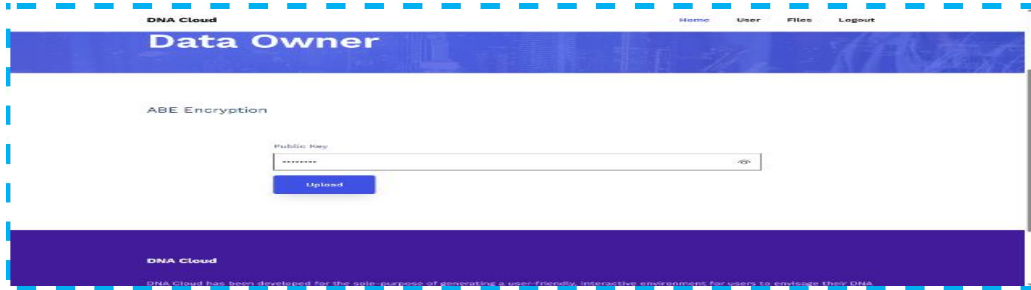 DNA Cloud Home User Files Logout
Data Owner
ABE Encryption
Public Key
••••••••
Upload
DNA Cloud
DNA Cloud has been developed for the sole-purpose of generating a user-friendly, interactive environment for users to envisage their DNA